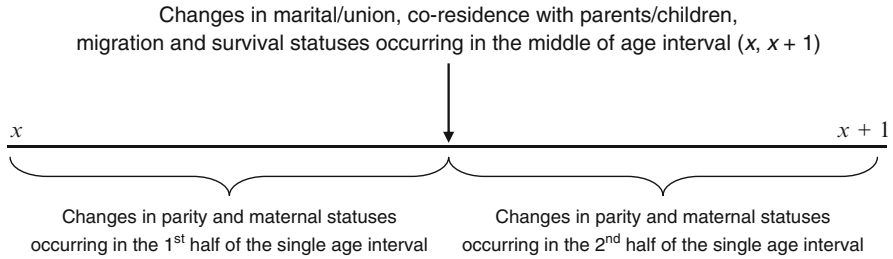 Changes in marital/union, co-residence with parents/children,
migration and survival statuses occurring in the middle of age interval (x, x + 1)
x
x + 1
Changes in parity and maternal statuses
occurring in the 1st half of the single age interval
Changes in parity and maternal statuses
occurring in the 2nd half of the single age interval